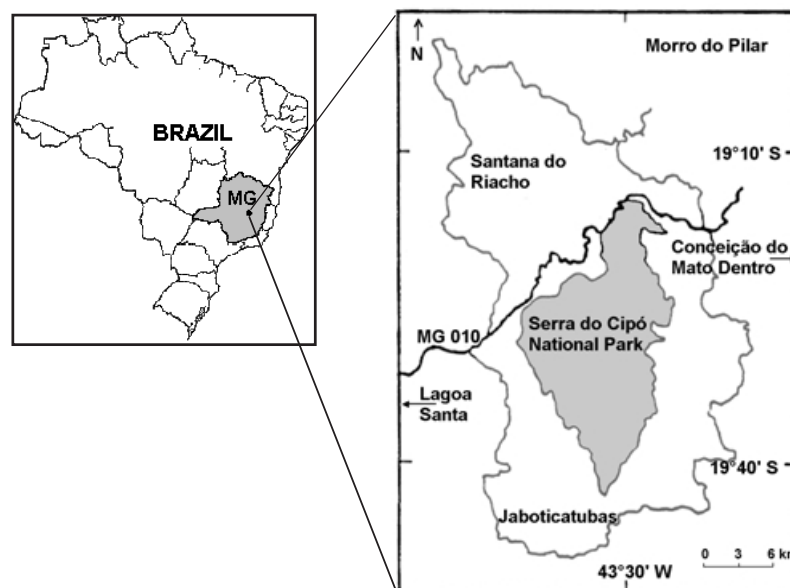 BRAZIL
MG
N
Morro do Pilar
19°10' S
Santana do
Riacho
Conceição do
Mato Dentro
Serra do Cipó
National Park
MG 010
Lagoa
Santa
19°40' S
Jaboticatubas
0 3 6 km
43°30' W